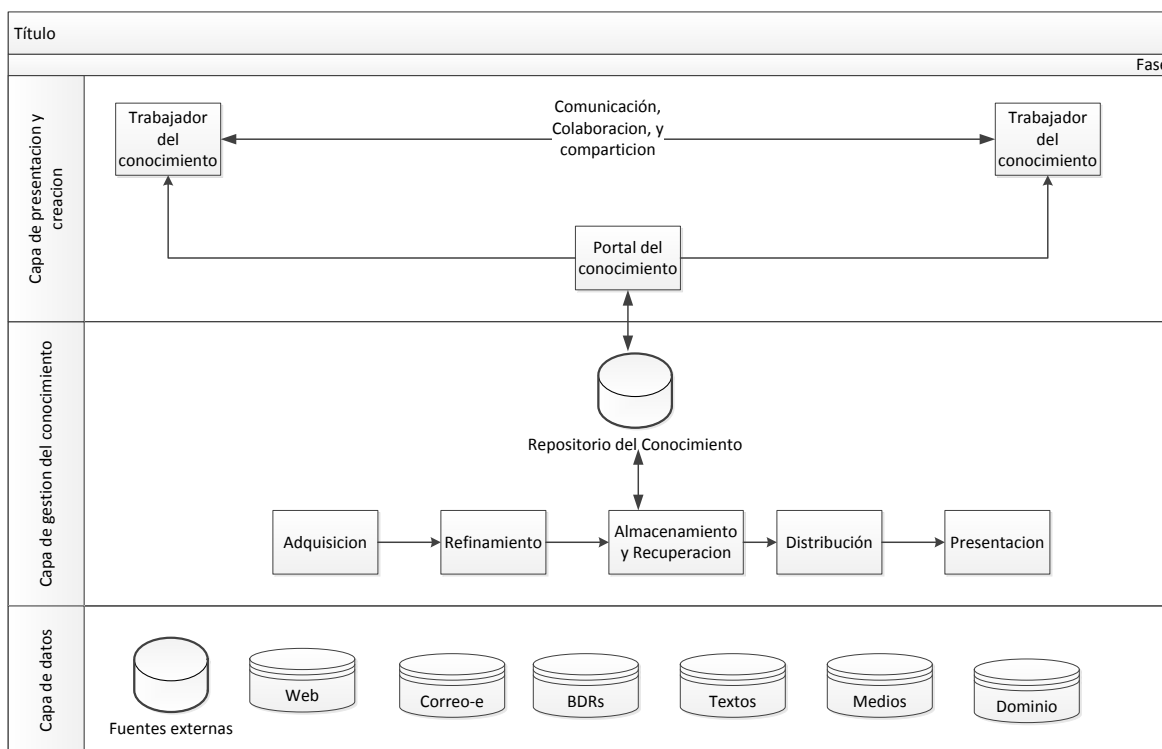 Título
Fase
Capa de presentacion y
creacion
Trabajador
del
conocimiento
Comunicación,
Colaboracion, y
comparticion
Trabajador
del
conocimiento
Portal del
conocimiento
Capa de gestion del conocimiento
Repositorio del Conocimiento
Adquisicion
Refinamiento
Almacenamiento
y Recuperacion
Distribución
Presentacion
Capa de datos
Fuentes externas
Web
Correo-e
BDRs
Textos
Medios
Dominio